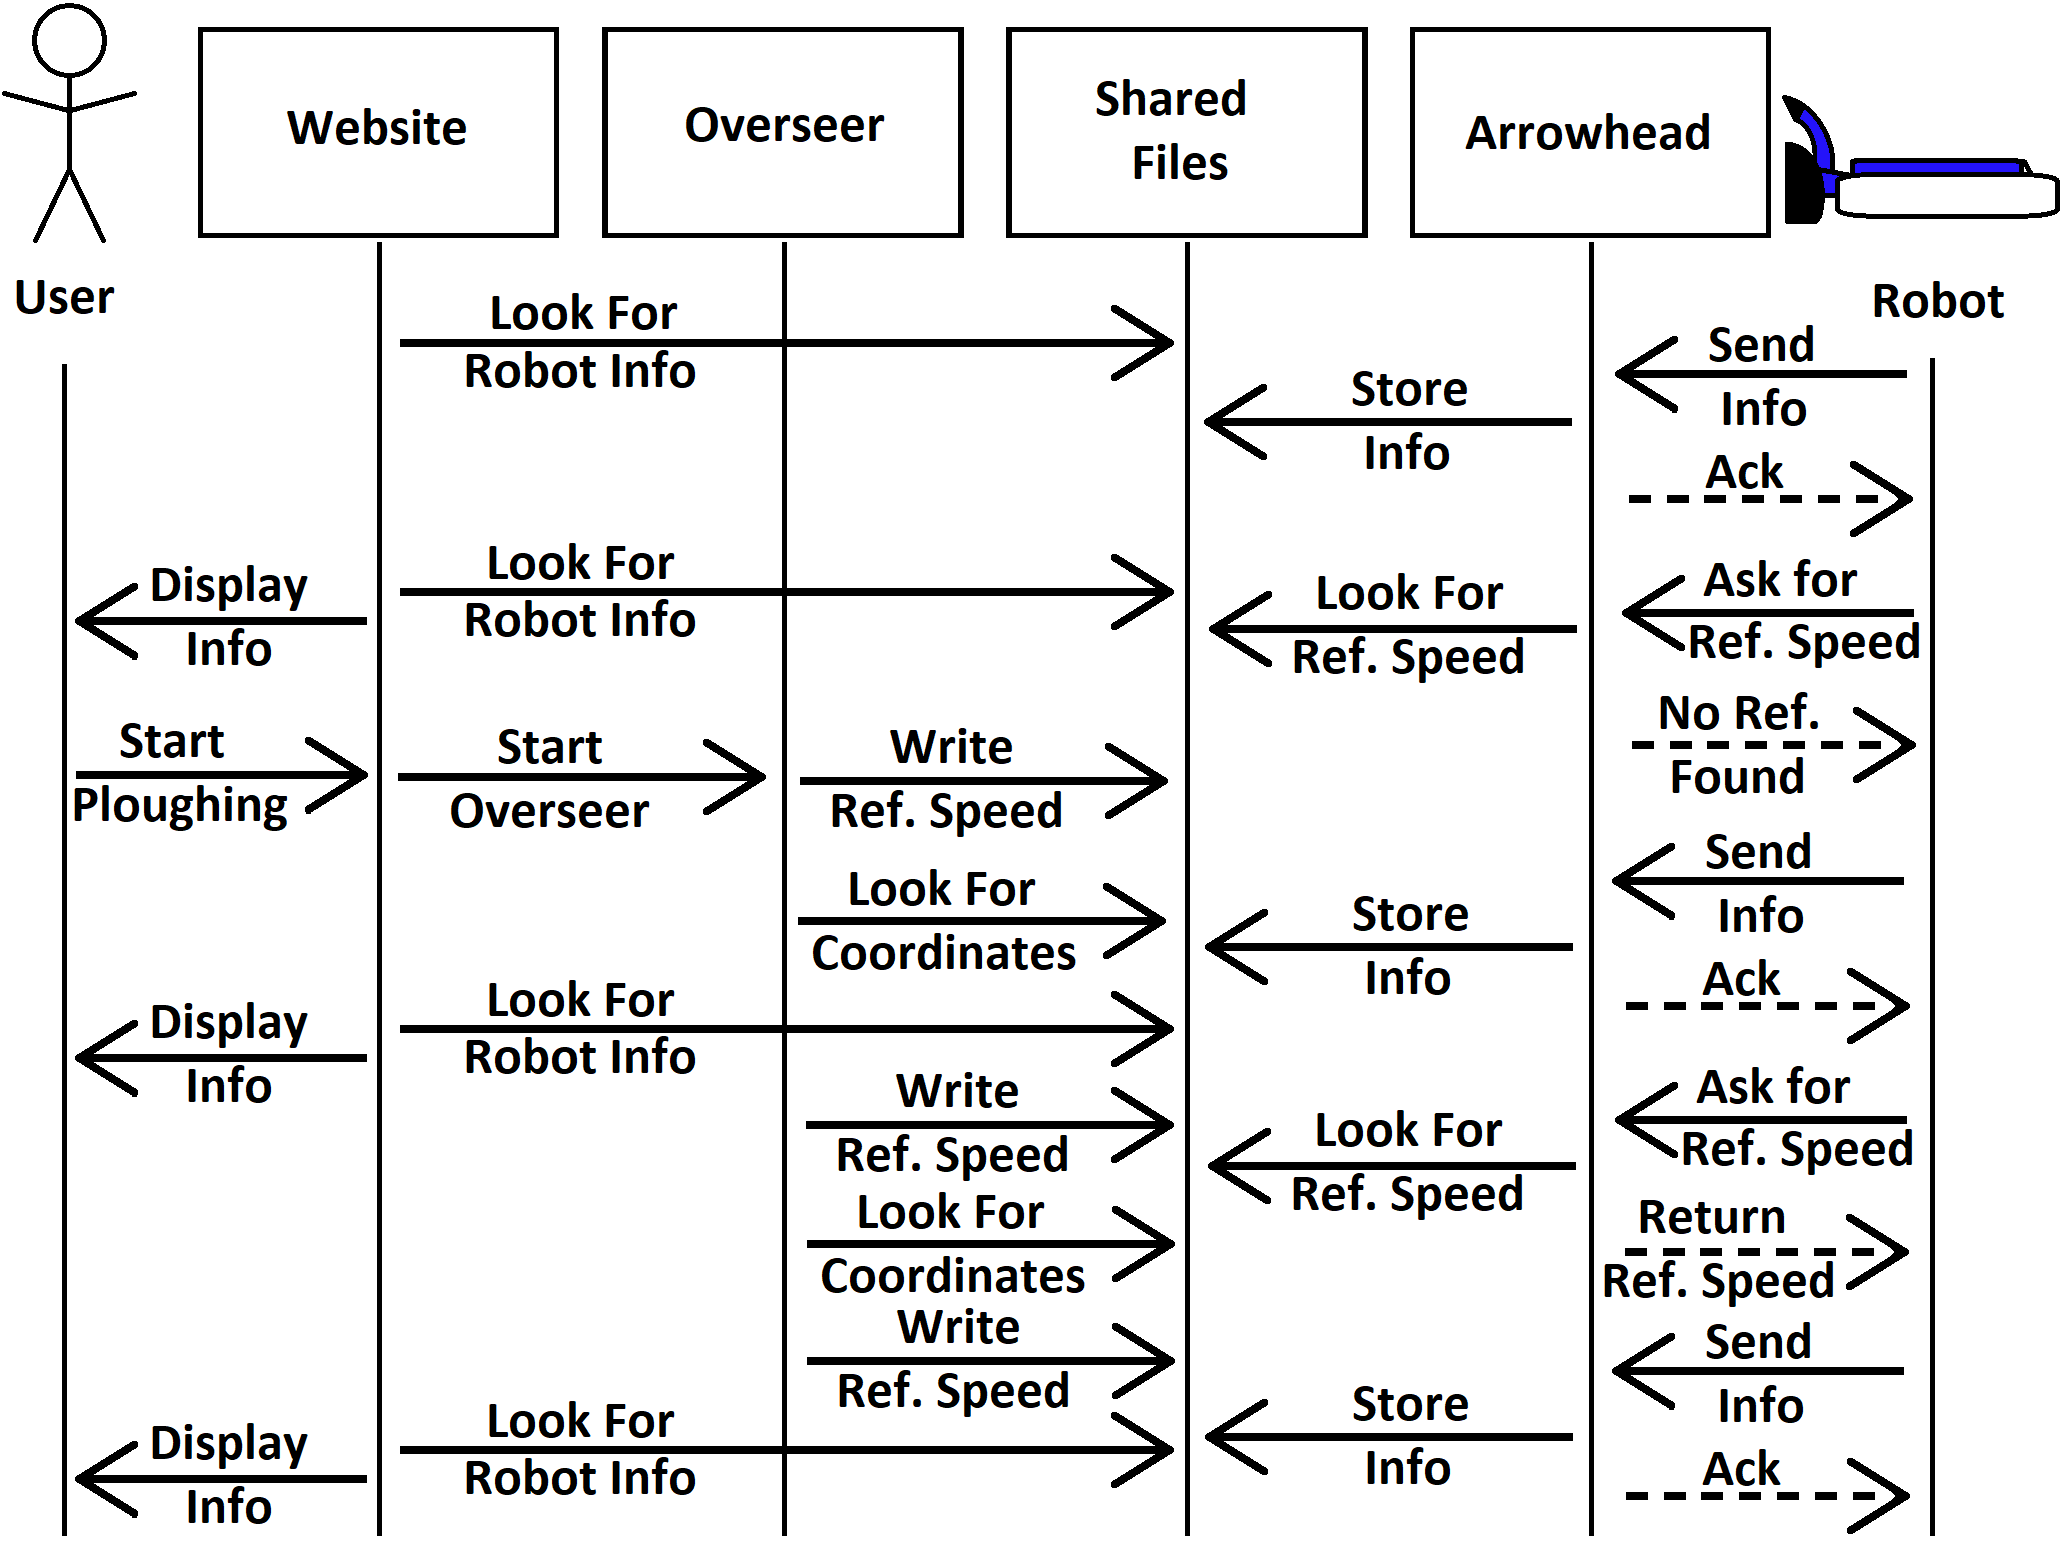 Website
Overseer
Shared
Files
Arrowhead
User
Robot
Look For
Robot Info
Send
Info
Store
Info
Ack
Look For
Robot Info
Display
Info
Ask for
Ref. Speed
Look For
Ref. Speed
No Ref.
Found
Start
Ploughing
Start
Overseer
Write
Ref. Speed
Send
Info
Look For
Coordinates
Store
Info
Ack
Look For
Robot Info
Display
Info
Write
Ref. Speed
Ask for
Ref. Speed
Look For
Ref. Speed
Look For
Coordinates
Return
Ref. Speed
Write
Ref. Speed
Send
Info
Store
Info
Look For
Robot Info
Display
Info
Ack